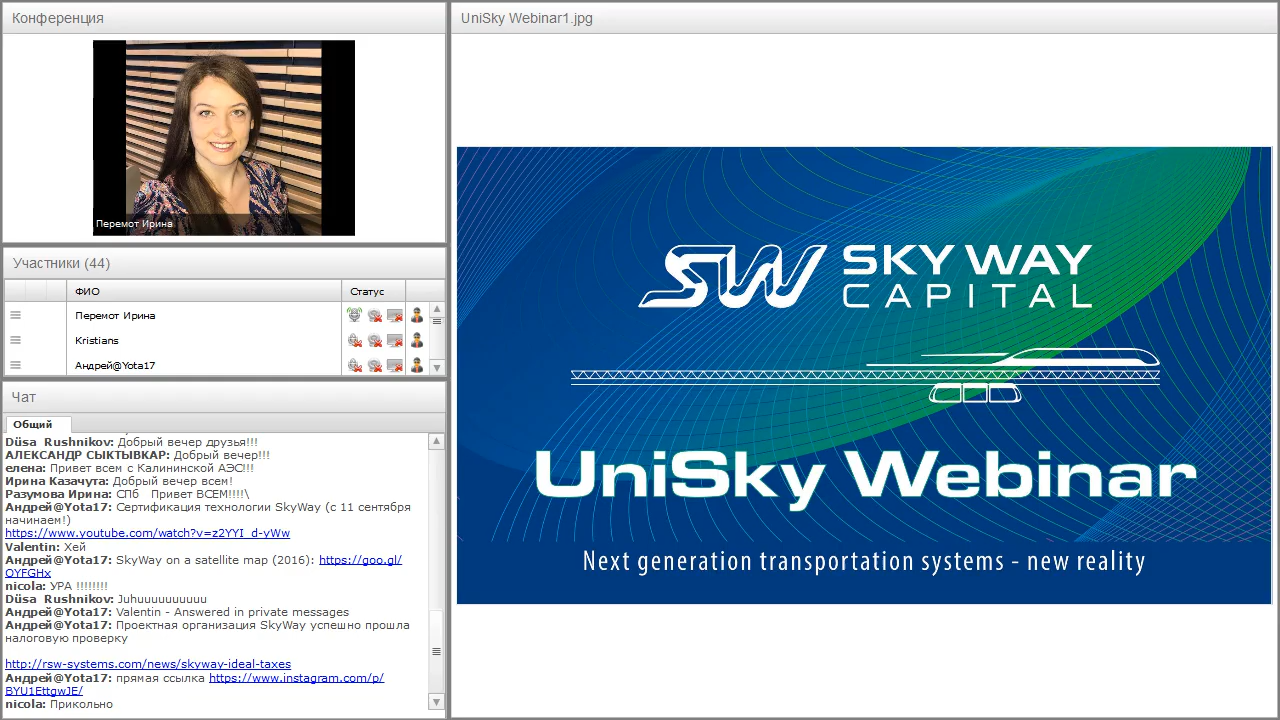 Конференция
Перемот Ирина
Участники (44)
ФИО Статус
Перемот Ирина
Kristians
Андрей@Yota17
Чат
Общий
Düsa Rushnikov: Добрый вечер друзья!!!
АЛЕКСАНДР СЫКТЫВКАР: Добрый вечер!!!
елена: Привет всем с Калининской АЭС!!!
Ирина Казачута: Добрый вечер всем!
Разумова Ирина: СПб Привет ВСЕМ!!!!\
Андрей@Yota17: Сертификация технологии SkyWay (с 11 сентября
начинаем!)
https://www.youtube.com/watch?v=z2YYI_d-yWw
Valentin: Хей
Андрей@Yota17: SkyWay on a satellite map (2016): https://goo.gl/
OYFGHx
nicola: УРА !!!!!!!!
Düsa Rushnikov: Juhuuuuuuuuuu
Андрей@Yota17: Valentin - Answered in private messages
Андрей@Yota17: Проектная организация SkyWay успешно прошла
налоговую проверку
http://rsw-systems.com/news/skyway-ideal-taxes
Андрей@Yota17: прямая ссылка https://www.instagram.com/p/
BYU1EttgwJE/
nicola: Прикольно
UniSky Webinar1.jpg
SW SKY WAY
CAPITAL
UniSky Webinar
Next generation transportation systems - new reality